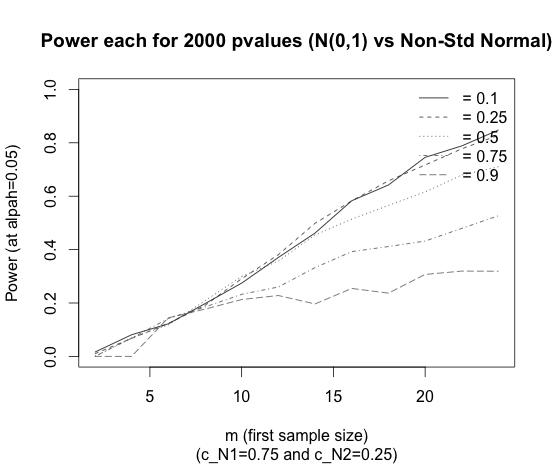 Power each for 2000 pvalues (N(0,1) vs Non-Std Normal)
Power (at alpah=0.05)
1.0
0.8
0.6
0.4
0.2
0.0
= 0.1
= 0.25
= 0.5
= 0.75
= 0.9
5 10 15 20
m (first sample size)
(c_N1=0.75 and c_N2=0.25)